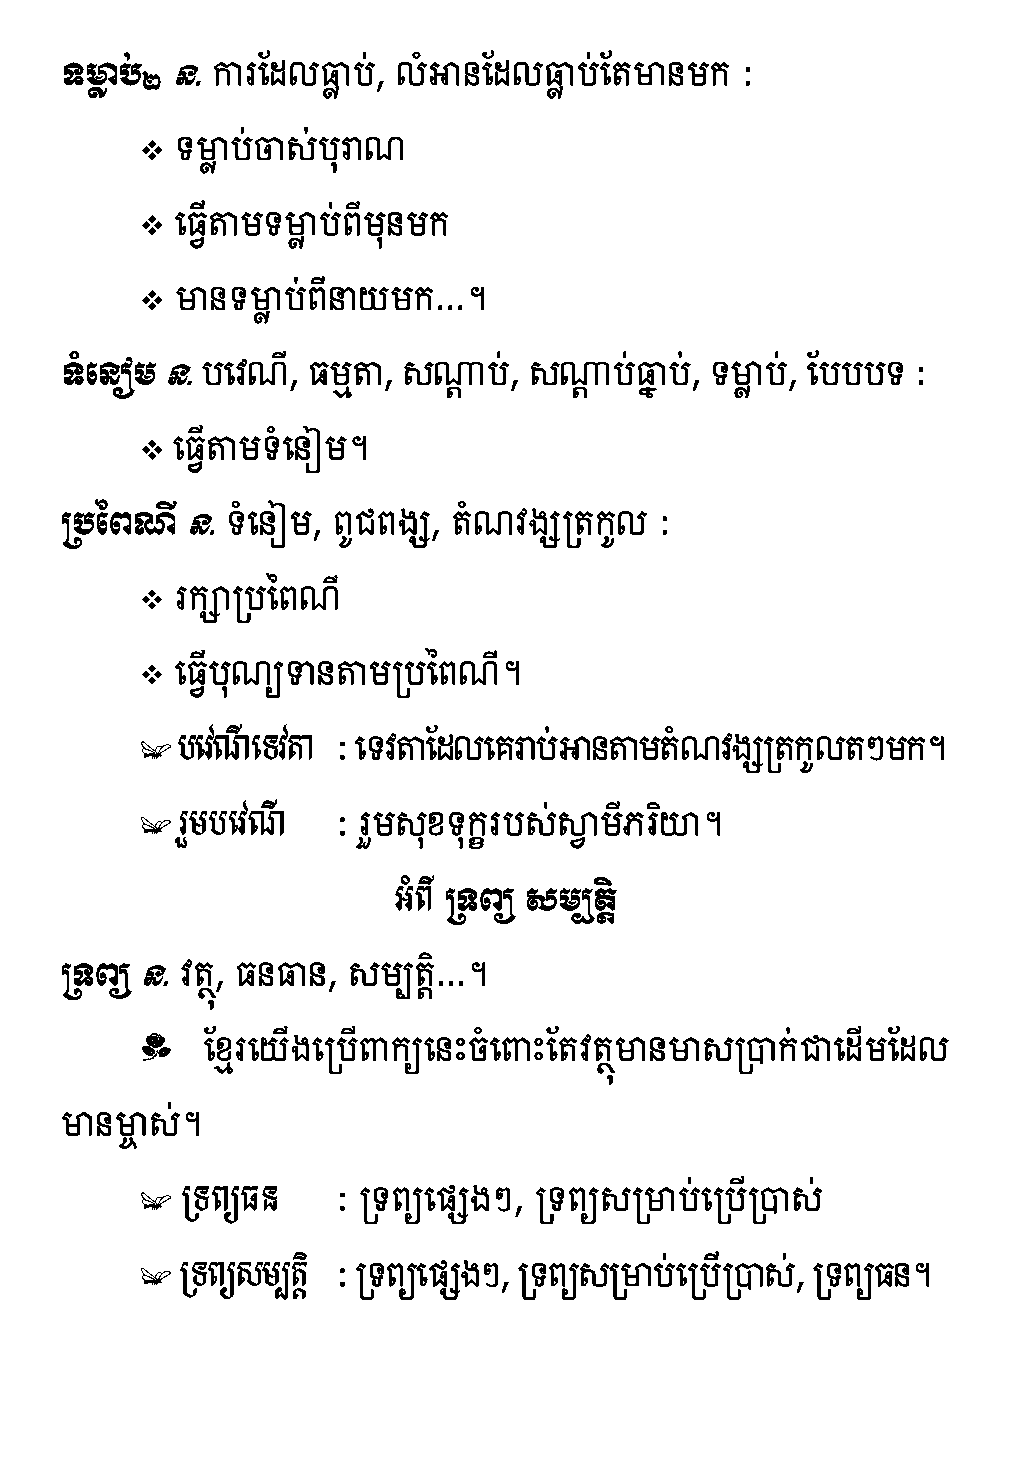 ទម្លាប់២ ន. ការដែលធ្លាប់, លំអានដែលធ្លាប់តែមានមក :
❖ ទម្លាប់ចាស់បុរាណ
❖ ធ្វើតាមទម្លាប់ពីមុនមក
❖ មានទម្លាប់ពីនាយមក...។
ទំនៀម ន. បវេណី, ធម្មតា, សណ្ដាប់, សណ្ដាប់ធ្នាប់, ទម្លាប់, បែបបទ :
❖ ធ្វើតាមទំនៀម។
ប្រពៃណី ន. ទំនៀម, ពូជពង្ស, តំណវង្សត្រកូល :
❖ រក្សាប្រពៃណី
❖ ធ្វើបុណ្យទានតាមប្រពៃណី។
បវេណីទេវតា : ទេវតាដែលគេរាប់អានតាមតំណវង្សត្រកូលតៗមក។
រួមបវេណី : រួមសុខទុក្ខរបស់ស្វាមីភរិយា។
អំពី ទ្រព្យ សម្បត្តិ
ទ្រព្យ ន. វត្ថុ, ធនធាន, សម្បត្តិ...។
ខ្មែរយើងប្រើពាក្យនេះចំពោះតែវត្ថុមានមាសប្រាក់ជាដើមដែល
មានម្ចាស់។
ទ្រព្យធន : ទ្រព្យផ្សេងៗ, ទ្រព្យសម្រាប់ប្រើប្រាស់
ទ្រព្យសម្បត្តិ : ទ្រព្យផ្សេងៗ, ទ្រព្យសម្រាប់ប្រើប្រាស់, ទ្រព្យធន។